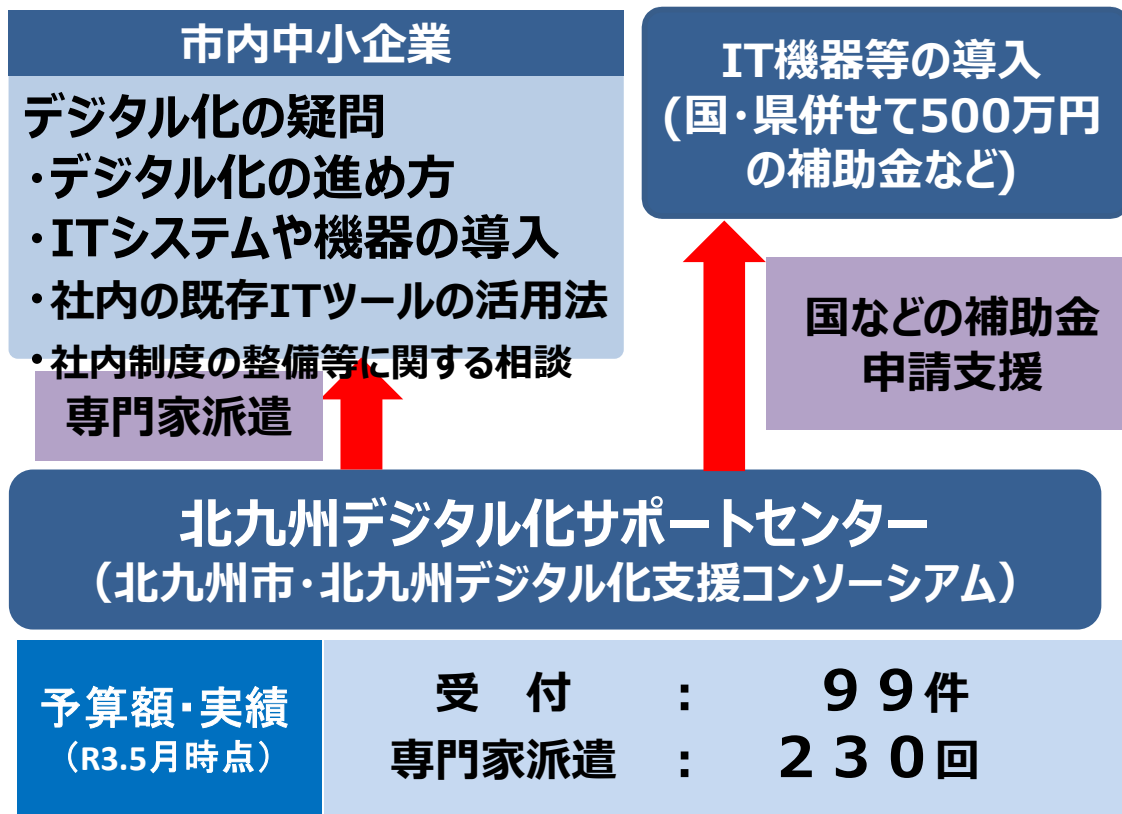 市内中小企業
デジタル化の疑問
・デジタル化の進め方
・ITシステムや機器の導入
・社内の既存ITツールの活用法
・社内制度の整備等に関する相談
専門家派遣
IT機器等の導入
(国・県併せて500万円
の補助金など)
国などの補助金
申請支援
北九州デジタル化サポートセンター
（北九州市・北九州デジタル化支援コンソーシアム）
予算額・実績
（R3.5月時点）
受　付　：　９９件
専門家派遣　：　２３０回